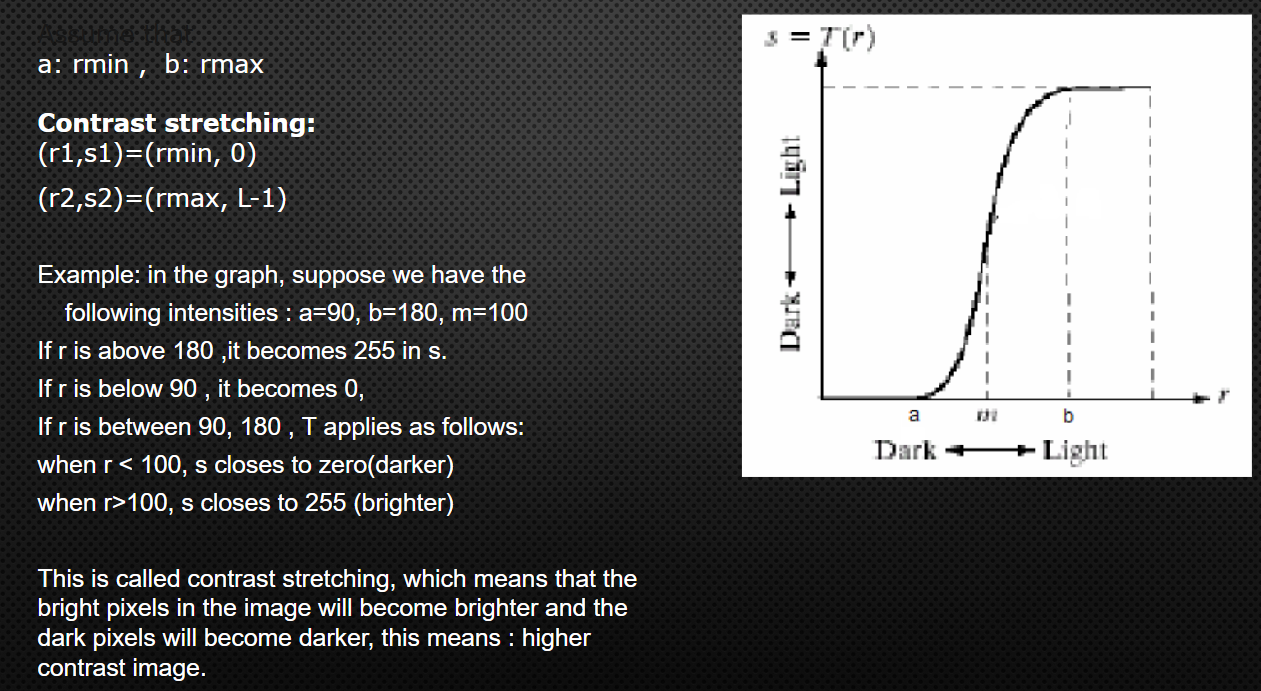 Assume that
a: rmin , b: rmax
Contrast stretching:
(r1,s1)=(rmin, 0)
(r2,s2)=(rmax, L-1)
Example: in the graph, suppose we have the
following intensities : a=90, b=180, m=100
If r is above 180 ,it becomes 255 in s.
If r is below 90 , it becomes 0,
If r is between 90, 180 , T applies as follows:
when r < 100, s closes to zero(darker)
when r>100, s closes to 255 (brighter)
This is called contrast stretching, which means that the
bright pixels in the image will become brighter and the
dark pixels will become darker, this means : higher
contrast image.
s = T(r)
Dark Light
a m b r
Dark Light